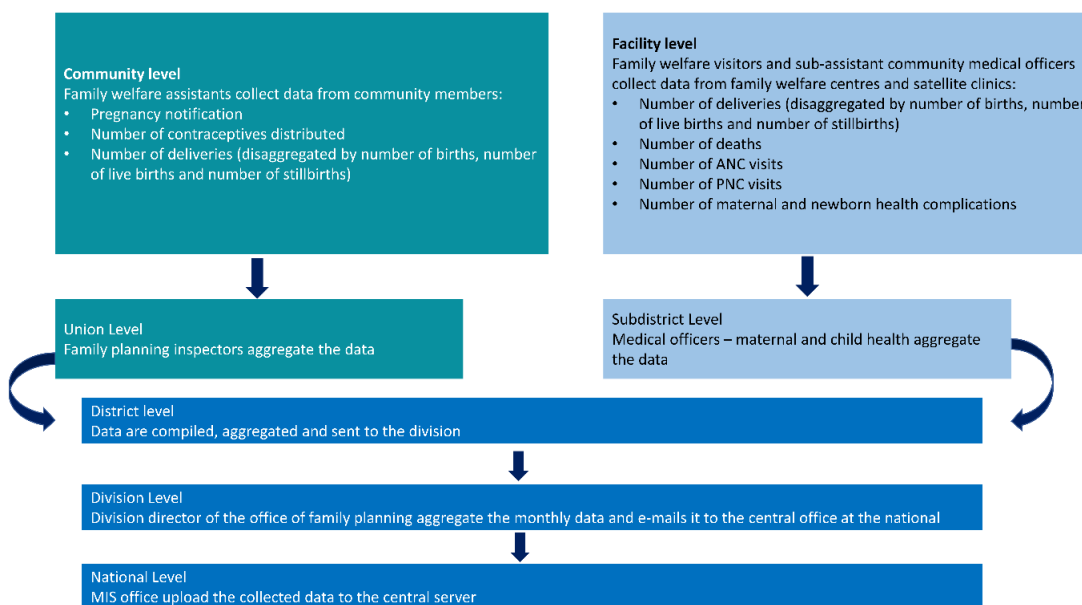 Community level
Family welfare assistants collect data from community members:
• Pregnancy notification
• Number of contraceptives distributed
• Number of deliveries (disaggregated by number of births, number
of live births and number of stillbirths)
Facility level
Family welfare visitors and sub-assistant community medical officers
collect data from family welfare centres and satellite clinics:
• Number of deliveries (disaggregated by number of births, number
of live births and number of stillbirths)
• Number of deaths
• Number of ANC visits
• Number of PNC visits
• Number of maternal and newborn health complications
Union Level
Family planning inspectors aggregate the data
Subdistrict Level
Medical officers – maternal and child health aggregate
the data
District level
Data are compiled, aggregated and sent to the division
Division Level
Division director of the office of family planning aggregate the monthly data and e-mails it to the central office at the national
National Level
MIS office upload the collected data to the central server